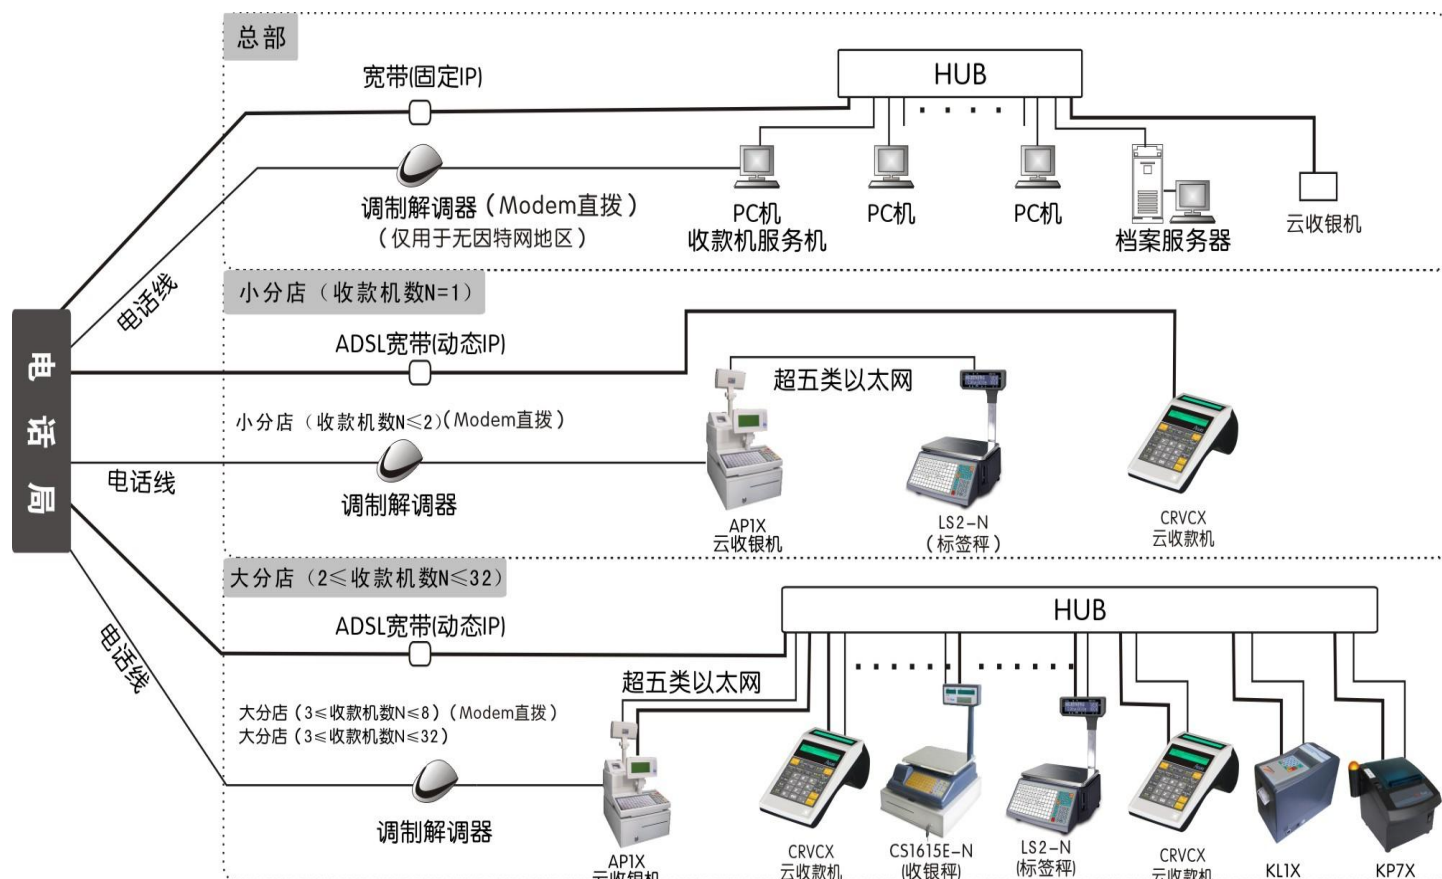 总部
宽带(固定IP)
HUB
调制解调器（Modem直拨）
（仅用于无因特网地区）
PC机
收款机服务机
PC机
PC机
档案服务器
云收银机
电话线
电话局
小分店（收款机数N=1）
ADSL宽带(动态IP)
超五类以太网
小分店（收款机数N≤2)(Modem直拨）
电话线
调制解调器
AP1X
云收银机
LS2-N
（标签秤）
CRVCX
云收款机
大分店（2≤收款机数N≤32）
HUB
ADSL宽带(动态IP)
电话线
超五类以太网
大分店（3≤收款机数N≤8）(Modem直拨）
大分店（3≤收款机数N≤32）
调制解调器
AP1X
云收银机
CRVCX
云收款机
CS1615E-N
(收银秤)
LS2-N
(标签秤)
CRVCX
云收款机
KL1X
KP7X